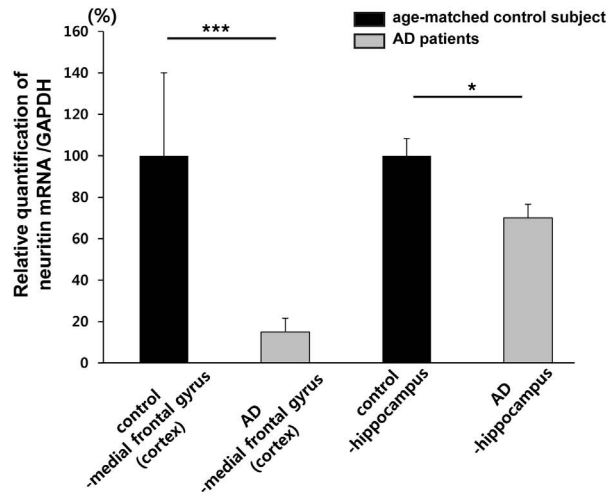 (%)
age-matched control subject
AD patients
Relative quantification of
neuritin mRNA /GAPDH
160
140
120
100
80
60
40
20
0
***
*
control
-medial frontal gyrus
(cortex)
AD
-medial frontal gyrus
(cortex)
control
-hippocampus
AD
-hippocampus